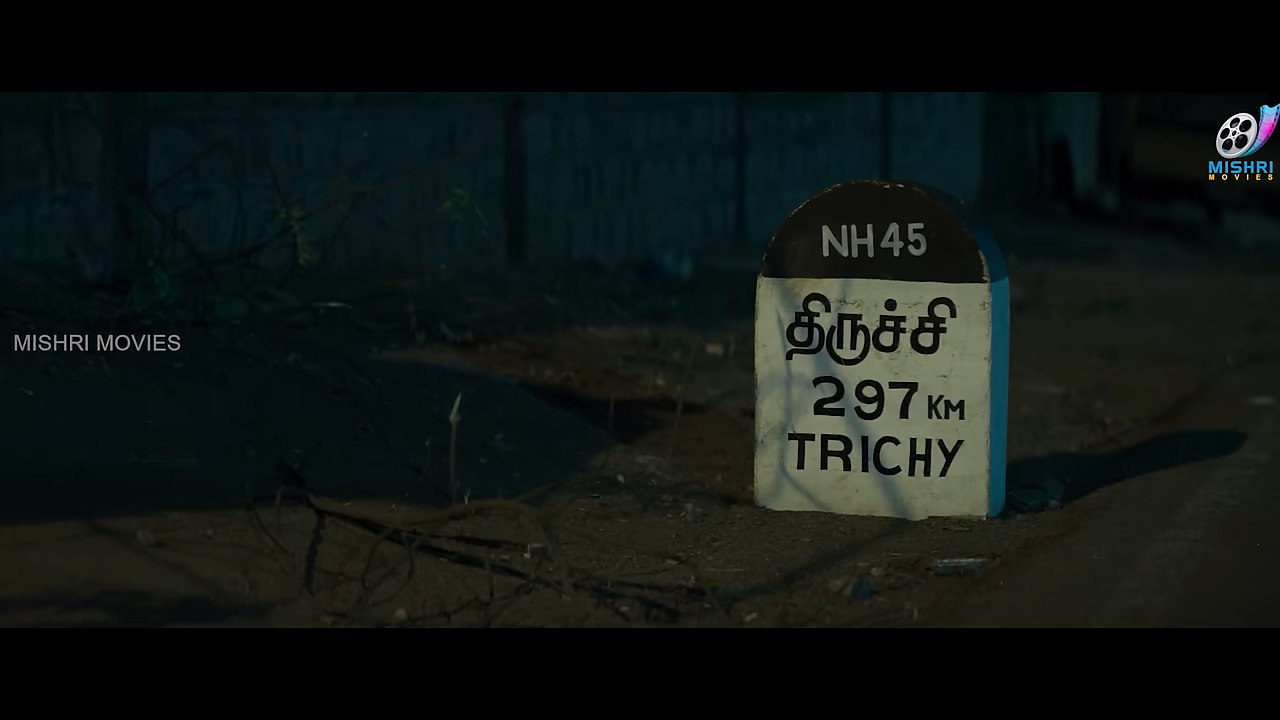 MISHRI
MOVIES
NH45
திருச்சி
297 KM
TRICHY
MISHRI MOVIES